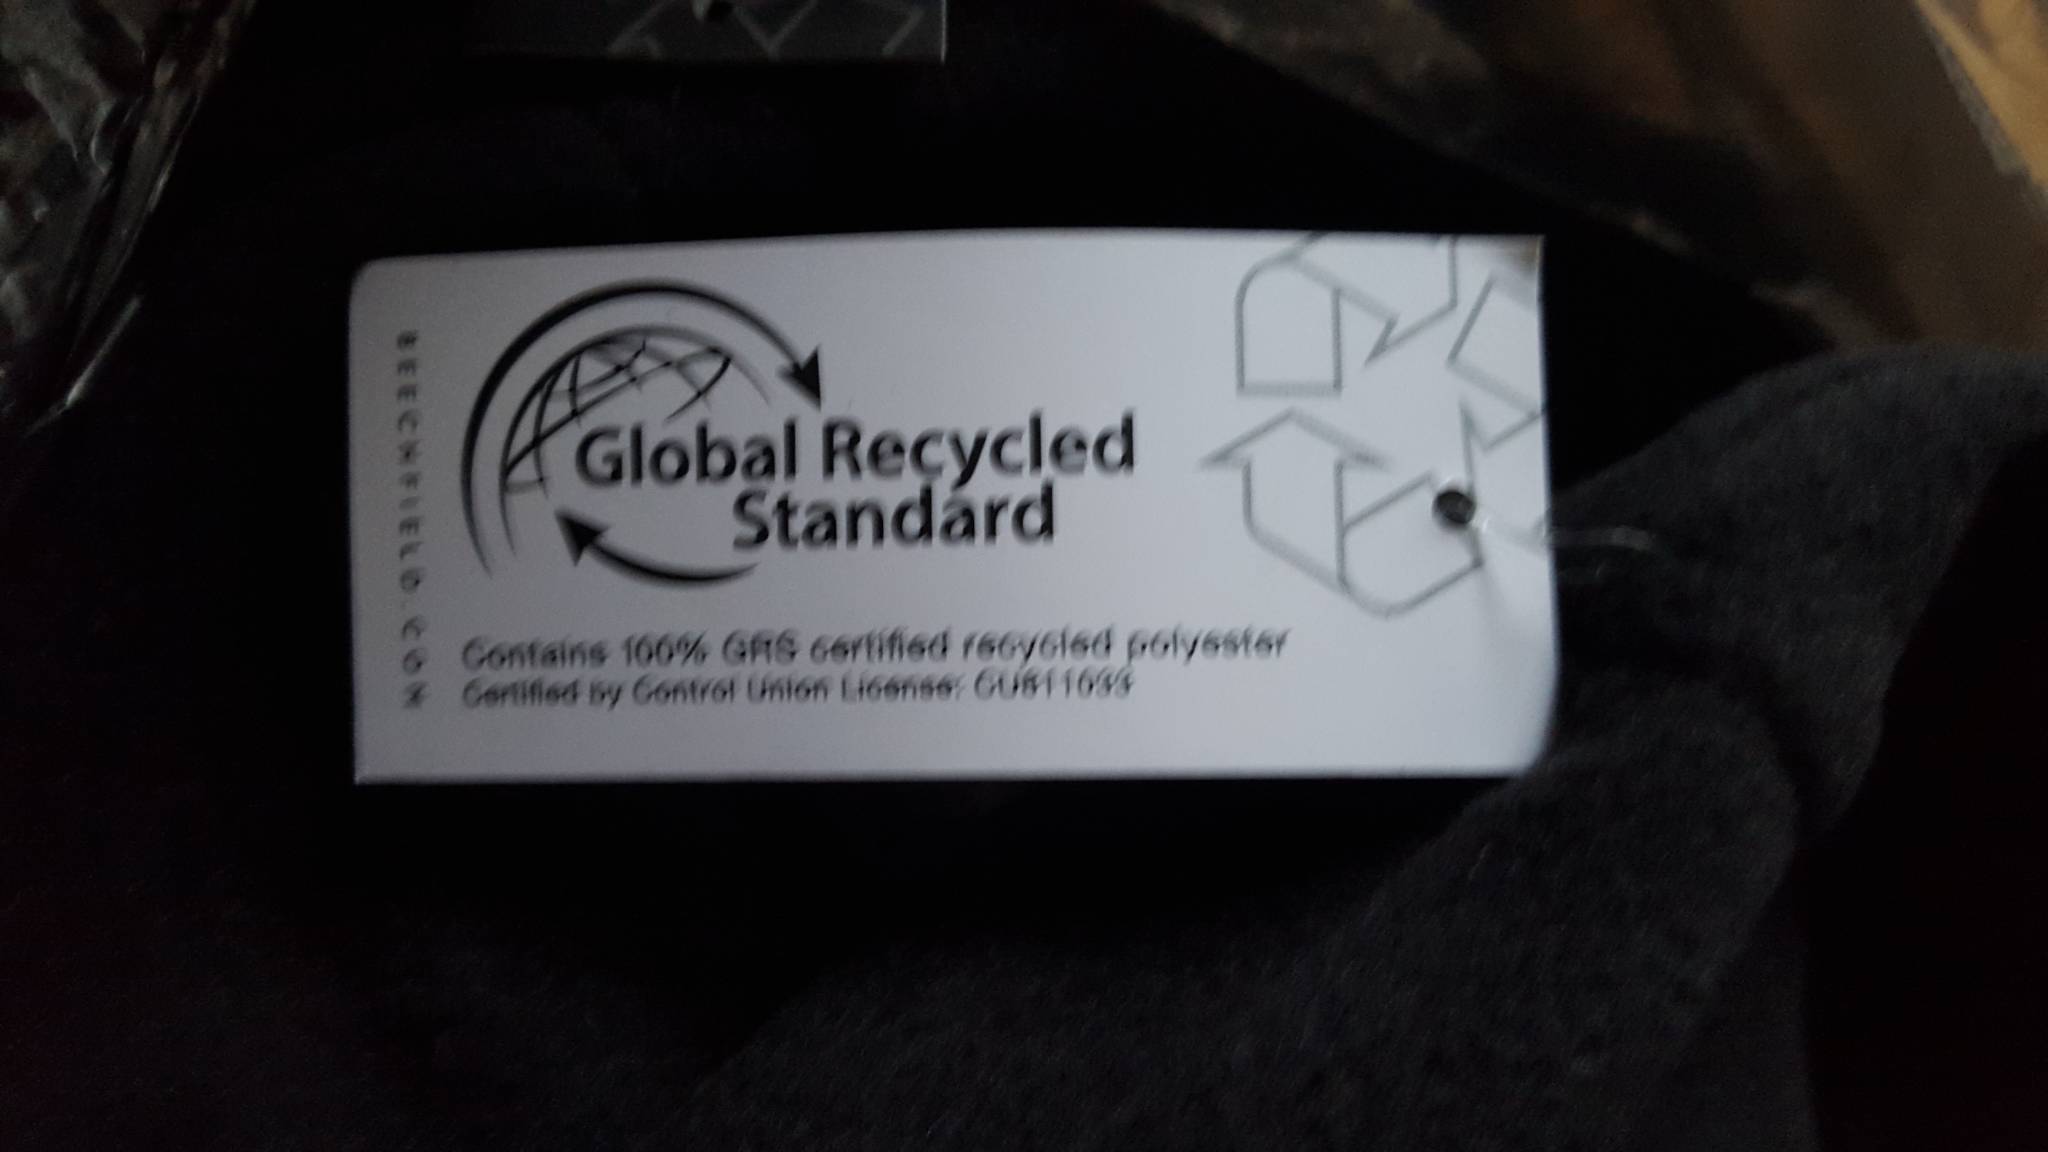 BEECHFIELD.COM
Global Recycled
Standard
Contains 100% GRS certified recycled polyester
Certified by Control Union License: